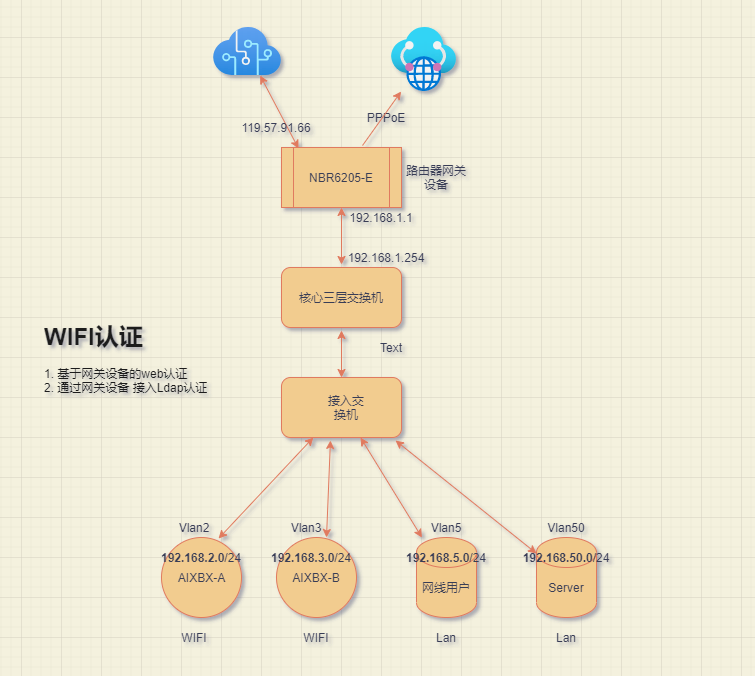 119.57.91.66
PPPoE
NBR6205-E
路由器网关
设备
192.168.1.1
192.168.1.254
核心三层交换机
WIFI认证
Text
1. 基于网关设备的web认证
2. 通过网关设备 接入Ldap认证
接入交
换机
Vlan2
Vlan3
Vlan5
Vlan50
192.168.2.0/24
192.168.3.0/24
192.168.5.0/24
192.168.50.0/24
AIXBX-A
AIXBX-B
网线用户
Server
WIFI
WIFI
Lan
Lan